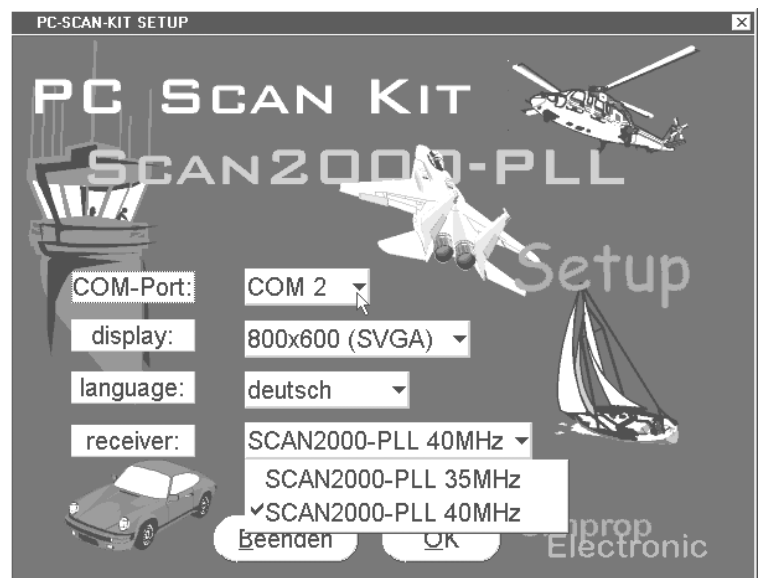 PC-SCAN-KIT SETUP
PC SCAN KIT
SCAN2000-PLL
Setup
COM-Port: COM 2
display: 800x600 (SVGA)
language: deutsch
receiver: SCAN2000-PLL 40MHz
SCAN2000-PLL 35MHz
✓SCAN2000-PLL 40MHz
Beenden OK
Electronic